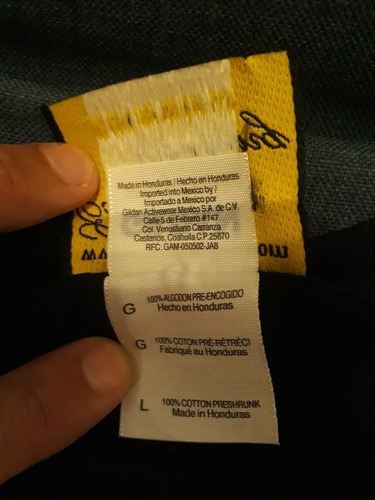 Made in Honduras / Hecho en Honduras
Imported into Mexico by /
Importado a Mexico por
Gildan Activewear Mexico S.A. de C.V
Calle 5 de Febrero #147
Col. Venustiano Carranza
Castanos, Coahuila C.P. 25870
RFC: GAM-050502-JA8
G 100% ALGODON PRE-ENCOGIDO
Hecho en Honduras
G 100% COTON PRÉ-RÉTRÉCI
Fabriqué au Honduras
L 100% COTTON PRESHRUNK
Made in Honduras